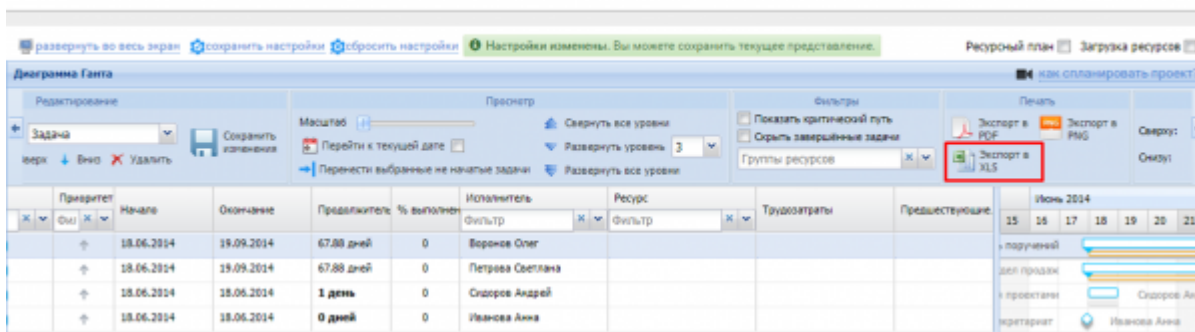 развернуть во весь экран сохранить настройки сбросить настройки Настройки изменены. Вы можете сохранить текущее представление. Ресурсный план Загрузка ресурсов
Диаграмма Ганта как спланировать проект
Редактирование Просмотр Фильтры Печать
Задача Сохранить изменения Масштаб Свернуть все уровни Показать критический путь Экспорт в PDF Экспорт в PNG Сверху:
Перейти к текущей дате Развернуть уровень 3 Скрыть завершённые задачи
верх Вниз Удалить Перенести выбранные не начатые задачи Развернуть все уровни Группы ресурсов Экспорт в XLS Снизу:
Приоритет Начало Окончание Продолжитель % выполнен Исполнитель Ресурс Трудозатраты Предшествующие Июнь 2014
Фи Фильтр Фильтр 15 16 17 18 19 20 21
18.06.2014 19.09.2014 67.88 дней 0 Воронов Олег поручений
18.06.2014 19.09.2014 67.88 дней 0 Петрова Светлана дел продаж
18.06.2014 18.06.2014 1 день 0 Сидоров Андрей проектами Сидоров Ан
18.06.2014 18.06.2014 0 дней 0 Иванова Анна кретариат Иванова Анна